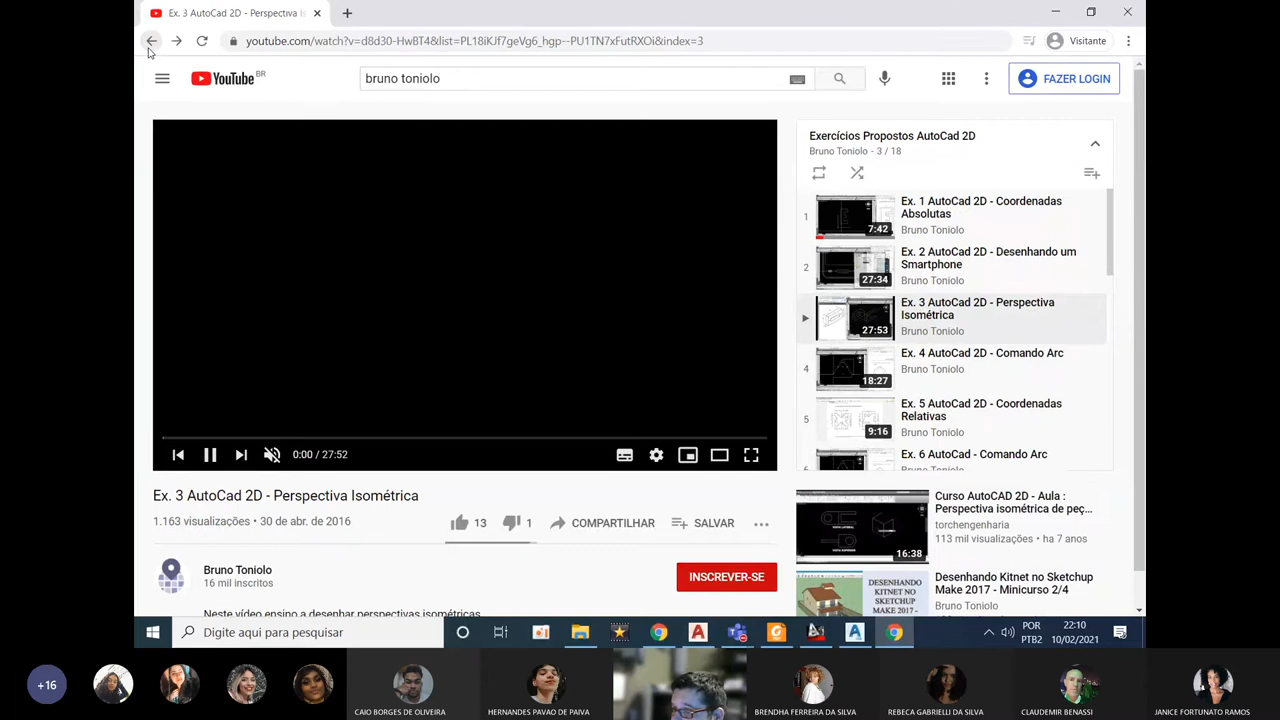 Ex. 3 AutoCad 2D - Perspectiva Is
youtube.com/watch?v=d8d30-HwBT4&list=PL18iKJf7geVg6_hgp--PU1TN7xFutRXOi&index=3
Visitante
YouTube BR
bruno toniolo
FAZER LOGIN
Exercícios Propostos AutoCad 2D
Bruno Toniolo - 3 / 18
1
7:42
Ex. 1 AutoCad 2D - Coordenadas
Absolutas
Bruno Toniolo
2
27:34
Ex. 2 AutoCad 2D - Desenhando um
Smartphone
Bruno Toniolo
27:53
Ex. 3 AutoCad 2D - Perspectiva
Isométrica
Bruno Toniolo
4
18:27
Ex. 4 AutoCad 2D - Comando Arc
Bruno Toniolo
5
9:16
Ex. 5 AutoCad 2D - Coordenadas
Relativas
Bruno Toniolo
Ex. 6 AutoCad - Comando Arc
Bruno Toniolo
0:00 / 27:52
Ex. 3 AutoCad 2D - Perspectiva Isométrica
1.163 visualizações • 30 de abr. de 2016
13
1
COMPARTILHAR
SALVAR
Bruno Toniolo
16 mil inscritos
INSCREVER-SE
Neste vídeo ensino a desenhar perspectivas isométricas
16:38
Curso AutoCAD 2D - Aula :
Perspectiva isométrica de peç...
torchengenharia
113 mil visualizações • há 7 anos
DESENHANDO
KITNET NO
SKETCHUP
MAKE 2017 -
Desenhando Kitnet no Sketchup
Make 2017 - Minicurso 2/4
Bruno Toniolo
Digite aqui para pesquisar
POR
PTB2
22:10
10/02/2021
+16
CAIO BORGES DE OLIVEIRA
HERNANDES PAVAO DE PAIVA
BRENDHA FERREIRA DA SILVA
REBECA GABRIELLI DA SILVA
CLAUDEMIR BENASSI
JANICE FORTUNATO RAMOS